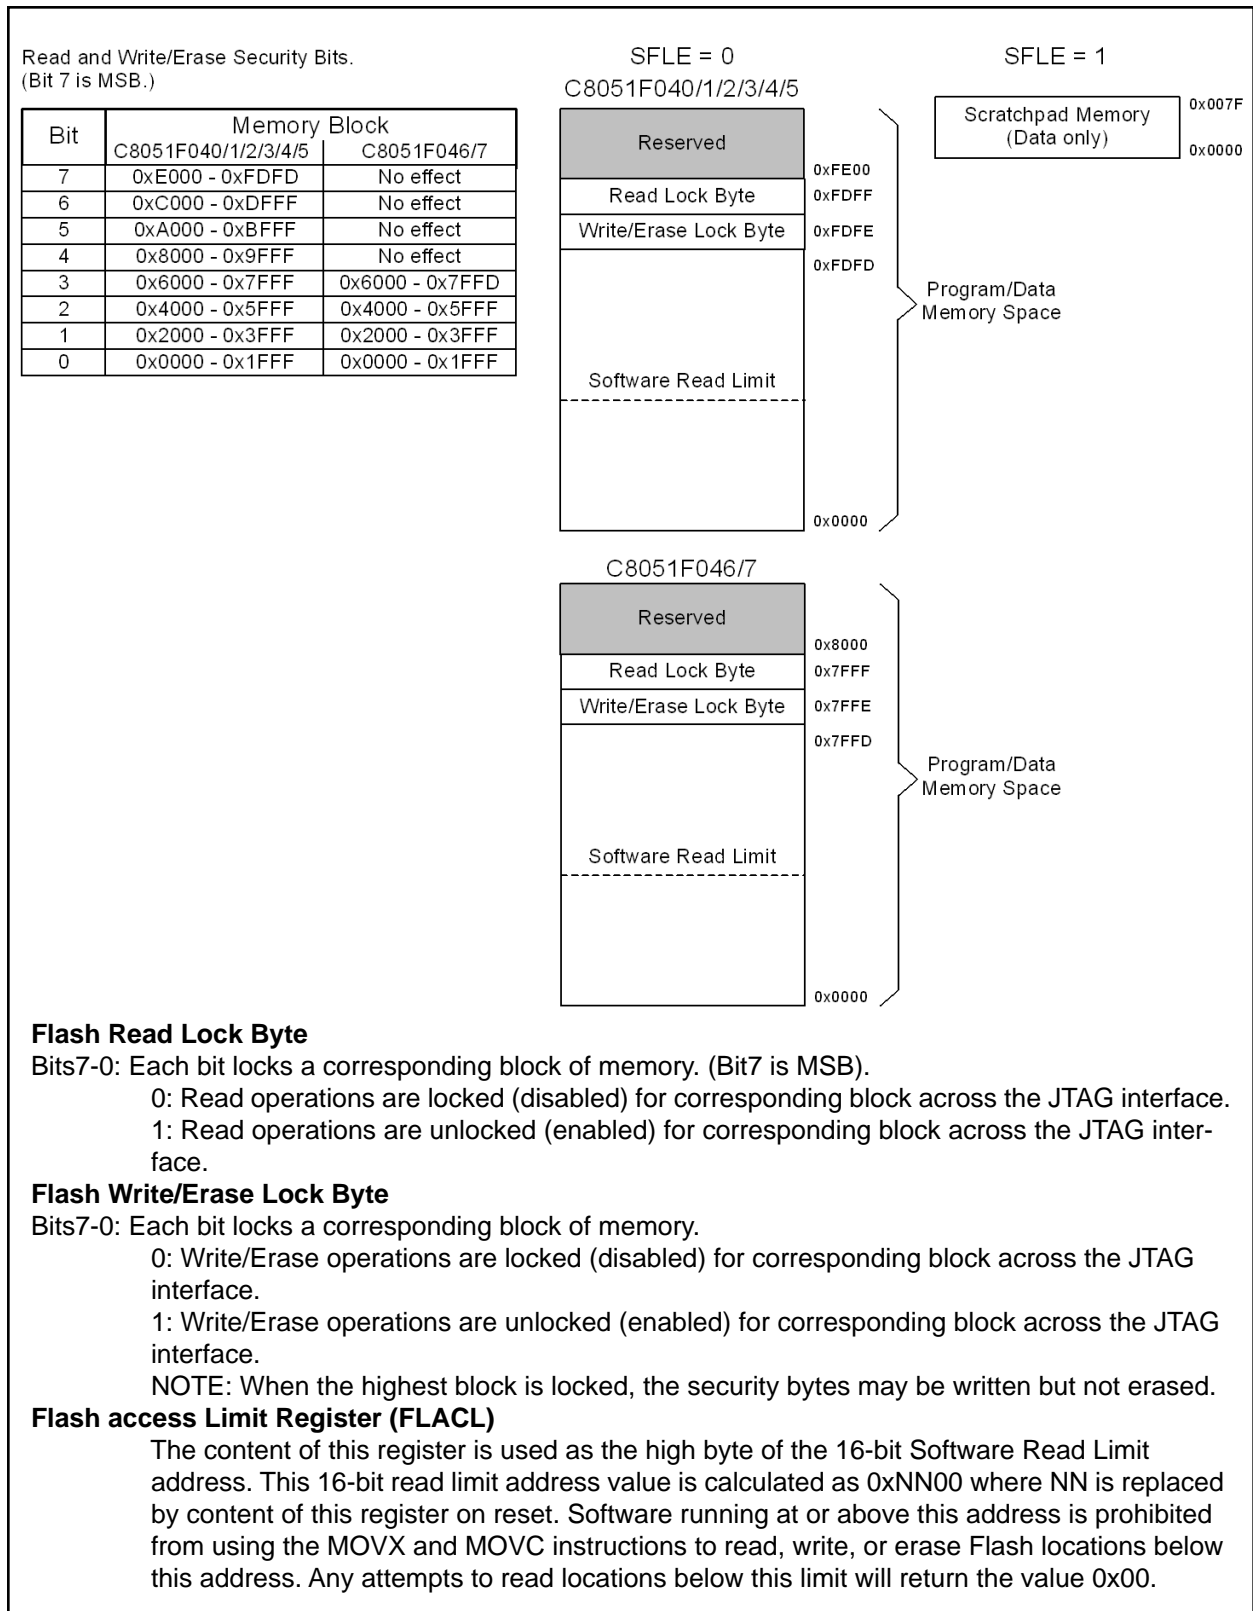 Read and Write/Erase Security Bits.
(Bit 7 is MSB.)
Bit Memory Block
C8051F040/1/2/3/4/5 C8051F046/7
7 0xE000 - 0xFDFD No effect
6 0xC000 - 0xDFFF No effect
5 0xA000 - 0xBFFF No effect
4 0x8000 - 0x9FFF No effect
3 0x6000 - 0x7FFF 0x6000 - 0x7FFD
2 0x4000 - 0x5FFF 0x4000 - 0x5FFF
1 0x2000 - 0x3FFF 0x2000 - 0x3FFF
0 0x0000 - 0x1FFF 0x0000 - 0x1FFF
SFLE = 0
C8051F040/1/2/3/4/5
Reserved
0xFE00
Read Lock Byte 0xFDFF
Write/Erase Lock Byte 0xFDFE
0xFDFD
Software Read Limit
0x0000
Program/Data
Memory Space
SFLE = 1
Scratchpad Memory
(Data only)
0x007F
0x0000
C8051F046/7
Reserved
0x8000
Read Lock Byte 0x7FFF
Write/Erase Lock Byte 0x7FFE
0x7FFD
Software Read Limit
0x0000
Program/Data
Memory Space
Flash Read Lock Byte
Bits7-0: Each bit locks a corresponding block of memory. (Bit7 is MSB).
0: Read operations are locked (disabled) for corresponding block across the JTAG interface.
1: Read operations are unlocked (enabled) for corresponding block across the JTAG inter-
face.
Flash Write/Erase Lock Byte
Bits7-0: Each bit locks a corresponding block of memory.
0: Write/Erase operations are locked (disabled) for corresponding block across the JTAG
interface.
1: Write/Erase operations are unlocked (enabled) for corresponding block across the JTAG
interface.
NOTE: When the highest block is locked, the security bytes may be written but not erased.
Flash access Limit Register (FLACL)
The content of this register is used as the high byte of the 16-bit Software Read Limit
address. This 16-bit read limit address value is calculated as 0xNN00 where NN is replaced
by content of this register on reset. Software running at or above this address is prohibited
from using the MOVX and MOVC instructions to read, write, or erase Flash locations below
this address. Any attempts to read locations below this limit will return the value 0x00.